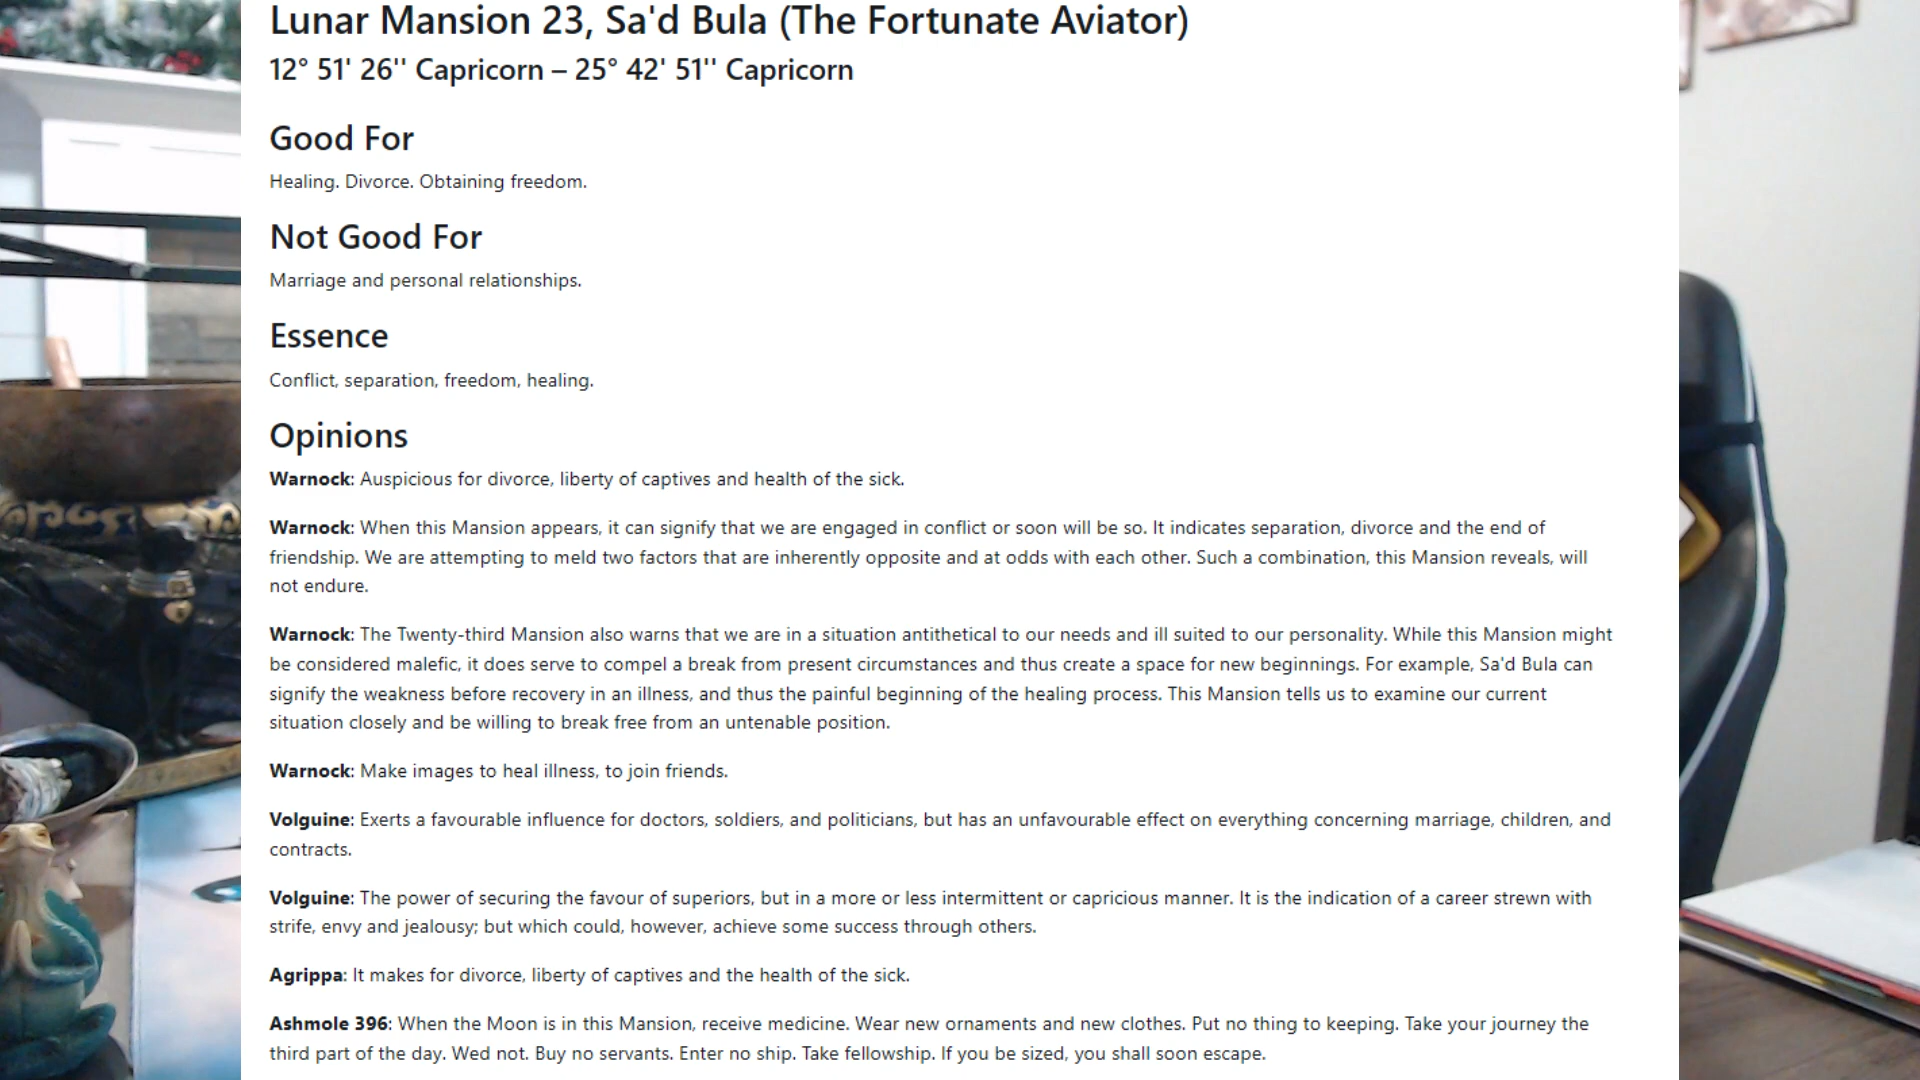 Lunar Mansion 23, Sa'd Bula (The Fortunate Aviator)
12° 51' 26'' Capricorn – 25° 42' 51'' Capricorn
Good For
Healing. Divorce. Obtaining freedom.
Not Good For
Marriage and personal relationships.
Essence
Conflict, separation, freedom, healing.
Opinions
Warnock: Auspicious for divorce, liberty of captives and health of the sick.
Warnock: When this Mansion appears, it can signify that we are engaged in conflict or soon will be so. It indicates separation, divorce and the end of
friendship. We are attempting to meld two factors that are inherently opposite and at odds with each other. Such a combination, this Mansion reveals, will
not endure.
Warnock: The Twenty-third Mansion also warns that we are in a situation antithetical to our needs and ill suited to our personality. While this Mansion might
be considered malefic, it does serve to compel a break from present circumstances and thus create a space for new beginnings. For example, Sa'd Bula can
signify the weakness before recovery in an illness, and thus the painful beginning of the healing process. This Mansion tells us to examine our current
situation closely and be willing to break free from an untenable position.
Warnock: Make images to heal illness, to join friends.
Volguine: Exerts a favourable influence for doctors, soldiers, and politicians, but has an unfavourable effect on everything concerning marriage, children, and
contracts.
Volguine: The power of securing the favour of superiors, but in a more or less intermittent or capricious manner. It is the indication of a career strewn with
strife, envy and jealousy; but which could, however, achieve some success through others.
Agrippa: It makes for divorce, liberty of captives and the health of the sick.
Ashmole 396: When the Moon is in this Mansion, receive medicine. Wear new ornaments and new clothes. Put no thing to keeping. Take your journey the
third part of the day. Wed not. Buy no servants. Enter no ship. Take fellowship. If you be sized, you shall soon escape.